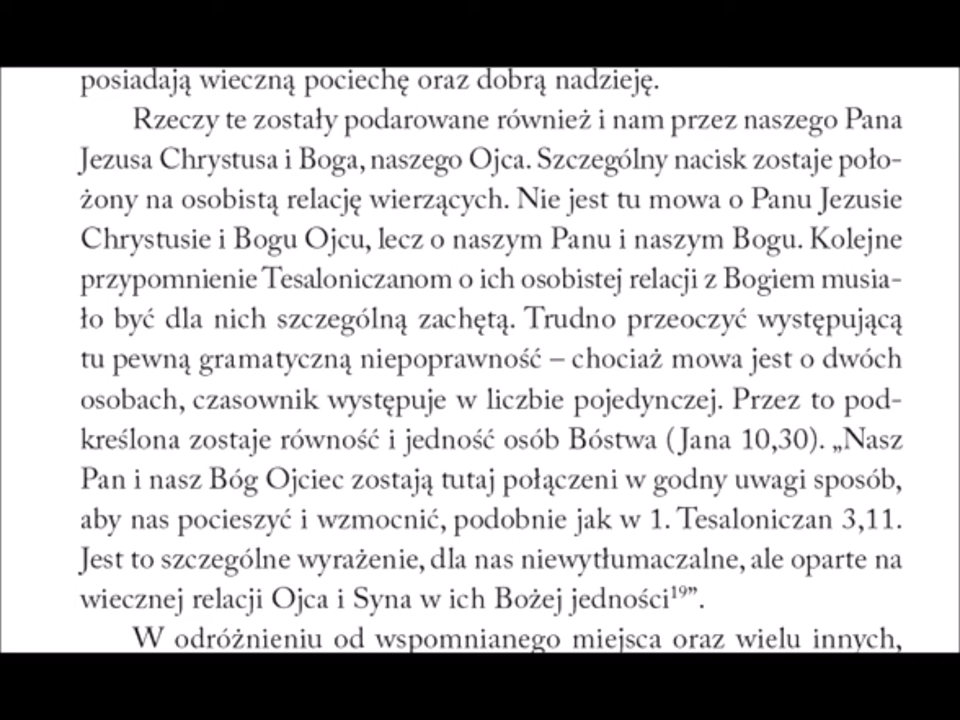 posiadają wieczną pociechę oraz dobrą nadzieję.
Rzeczy te zostały podarowane również i nam przez naszego Pana
Jezusa Chrystusa i Boga, naszego Ojca. Szczególny nacisk zostaje poło-
żony na osobistą relację wierzących. Nie jest tu mowa o Panu Jezusie
Chrystusie i Bogu Ojcu, lecz o naszym Panu i naszym Bogu. Kolejne
przypomnienie Tesaloniczanom o ich osobistej relacji z Bogiem musia-
ło być dla nich szczególną zachętą. Trudno przeoczyć występującą
tu pewną gramatyczną niepoprawność – chociaż mowa jest o dwóch
osobach, czasownik występuje w liczbie pojedynczej. Przez to pod-
kreślona zostaje równość i jedność osób Bóstwa (Jana 10,30). „Nasz
Pan i nasz Bóg Ojciec zostają tutaj połączeni w godny uwagi sposób,
aby nas pocieszyć i wzmocnić, podobnie jak w 1. Tesaloniczan 3,11.
Jest to szczególne wyrażenie, dla nas niewytłumaczalne, ale oparte na
wiecznej relacji Ojca i Syna w ich Bożej jedności¹⁹”.
W odróżnieniu od wspomnianego miejsca oraz wielu innych,